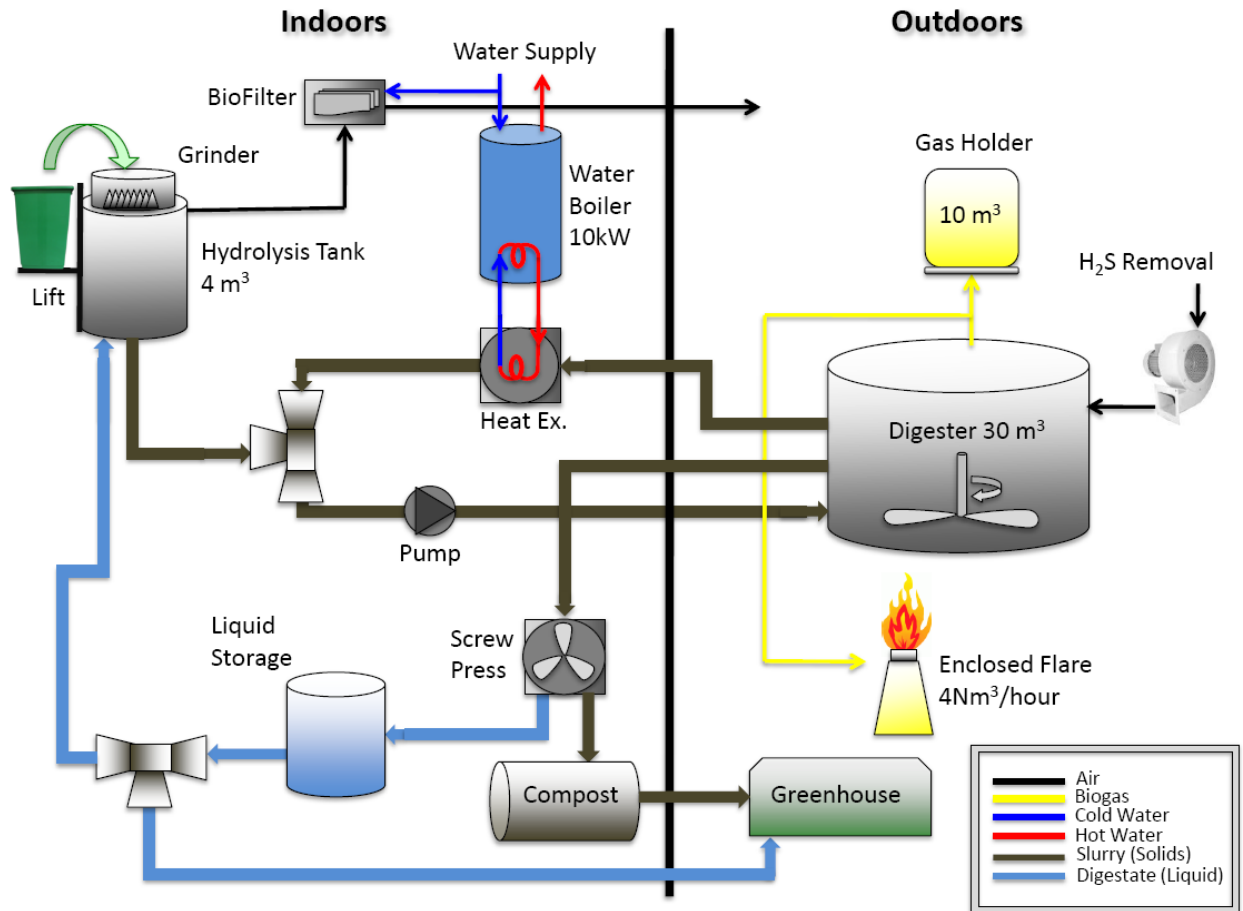 Indoors
Outdoors
Water Supply
BioFilter
Grinder
Water
Boiler
10kW
Gas Holder
10 m³
Hydrolysis Tank
4 m³
Lift
H₂S Removal
Heat Ex.
Digester 30 m³
Pump
Liquid
Storage
Screw
Press
Enclosed Flare
4Nm³/hour
Compost
Greenhouse
Air
Biogas
Cold Water
Hot Water
Slurry (Solids)
Digestate (Liquid)